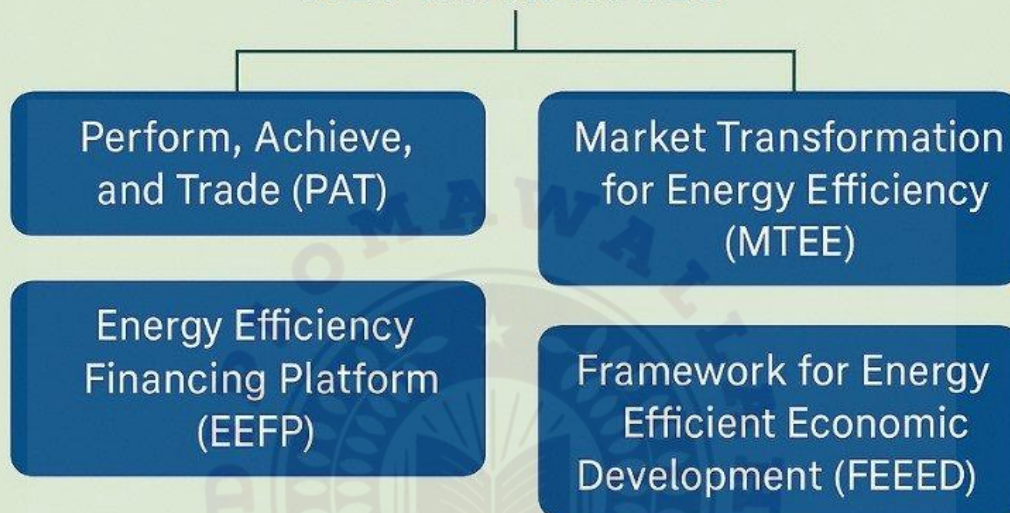 Perform, Achieve,
and Trade (PAT)
Market Transformation
for Energy Efficiency
(MTEE)
Energy Efficiency
Financing Platform
(EEFP)
Framework for Energy
Efficient Economic
Development (FEEED)